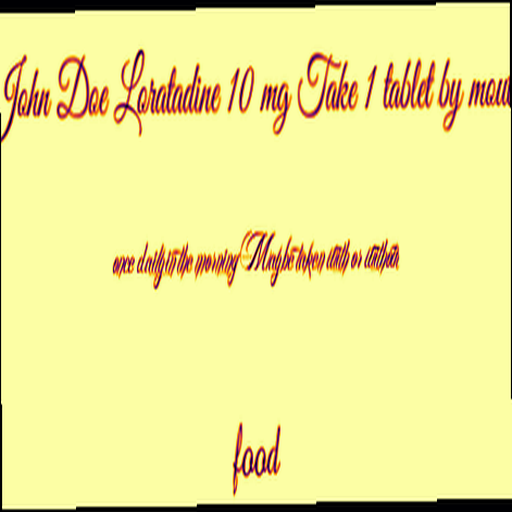 John Doe Loratadine 10 mg Take 1 tablet by mou
once daily in the morning May be taken with or without
food